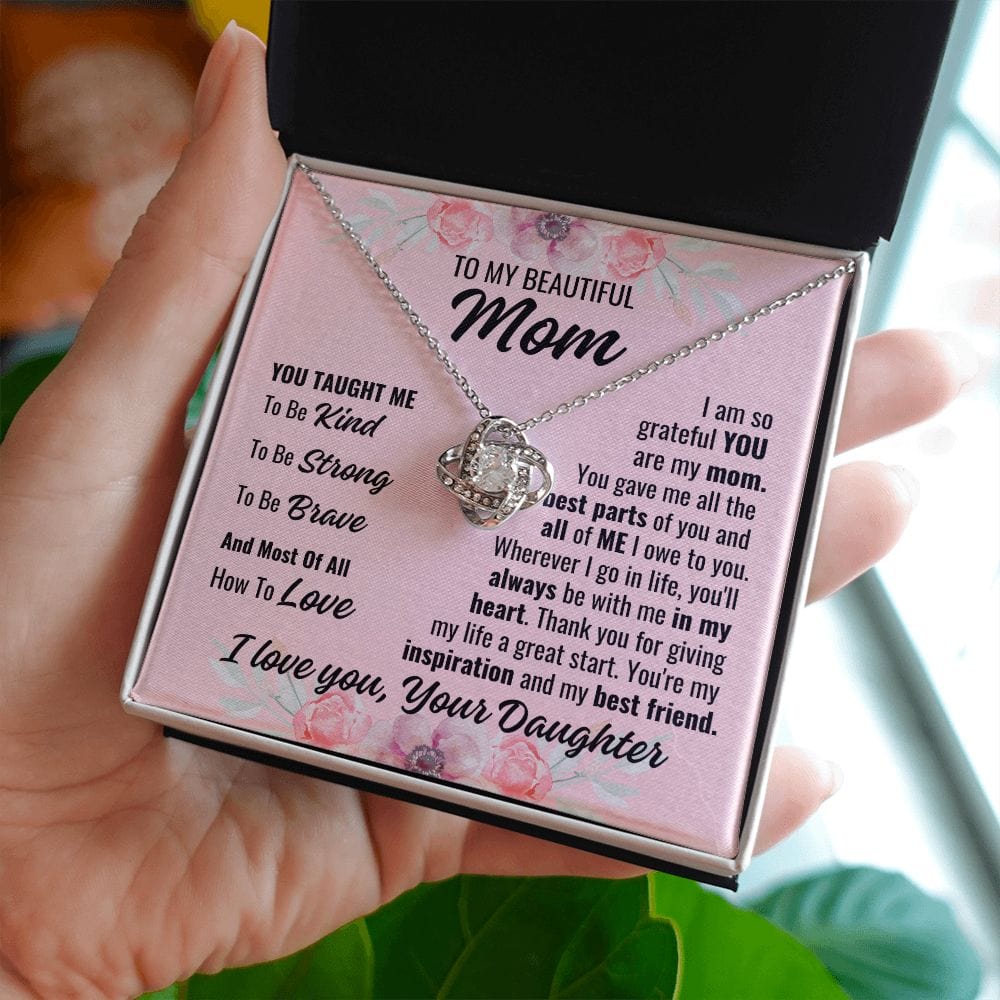 TO MY BEAUTIFUL
Mom
YOU TAUGHT ME
To Be Kind
To Be Strong
To Be Brave
And Most Of All
How To Love
I am so
grateful YOU
are my mom.
You gave me all the
best parts of you and
all of ME I owe to you.
Wherever I go in life, you'll
always be with me in my
heart. Thank you for giving
my life a great start. You're my
inspiration and my best friend.
I love you, Your Daughter